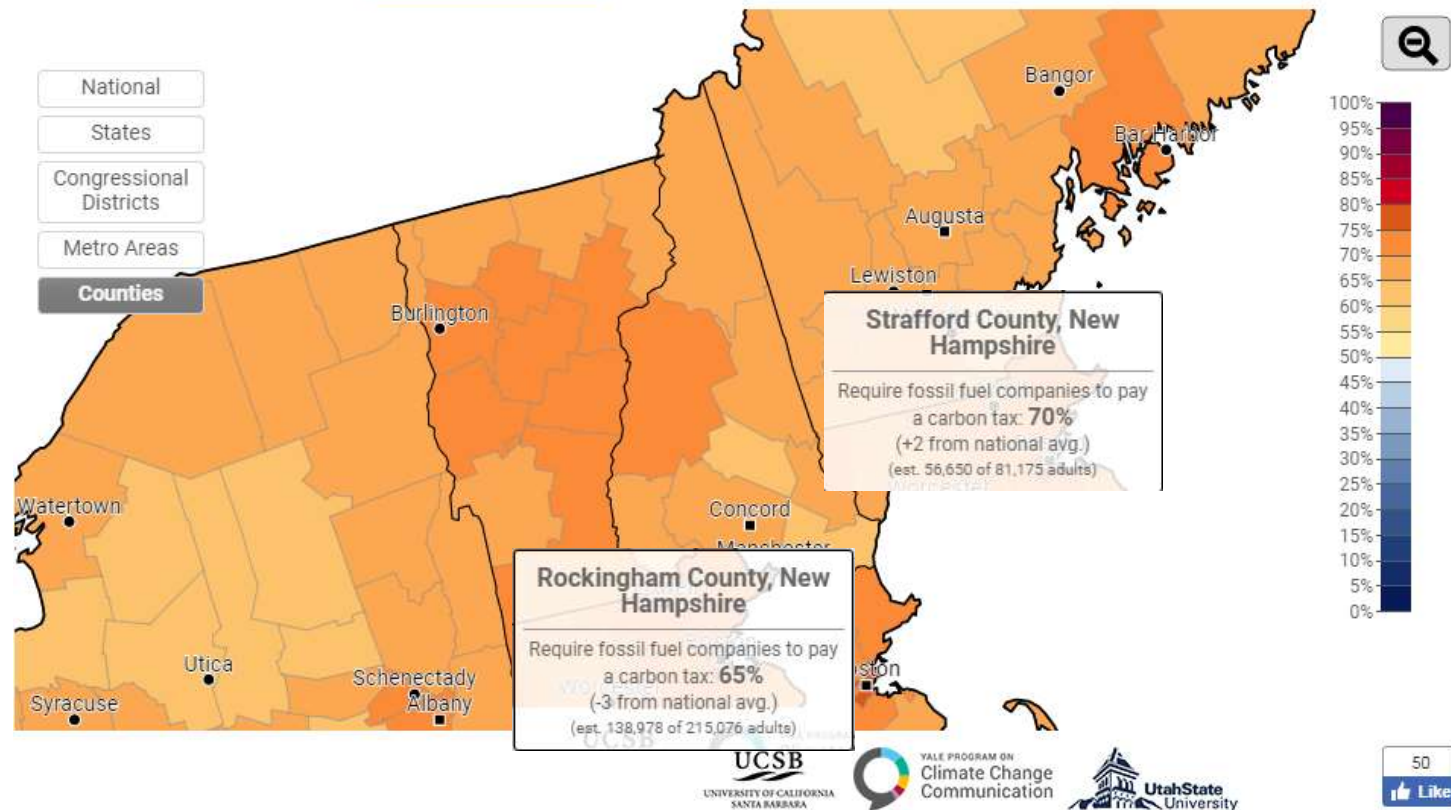 National
States
Congressional
Districts
Metro Areas
Counties
Bangor
Bar Harbor
Augusta
Lewiston
Burlington
Strafford County, New
Hampshire
Require fossil fuel companies to pay
a carbon tax: 70%
(+2 from national avg.)
(est. 56,650 of 81,175 adults)
Worcester
Watertown
Concord
Manchester
Rockingham County, New
Hampshire
Require fossil fuel companies to pay
a carbon tax: 65%
(-3 from national avg.)
(est. 138,978 of 215,076 adults)
Worcester
UCSB
Utica
Schenectady
Albany
Syracuse
oston
100%
95%
90%
85%
80%
75%
70%
65%
60%
55%
50%
45%
40%
35%
30%
25%
20%
15%
10%
5%
0%
UCSB
UNIVERSITY OF CALIFORNIA
SANTA BARBARA
YALE PROGRAM ON
Climate Change
Communication
UtahState
University
50
Like